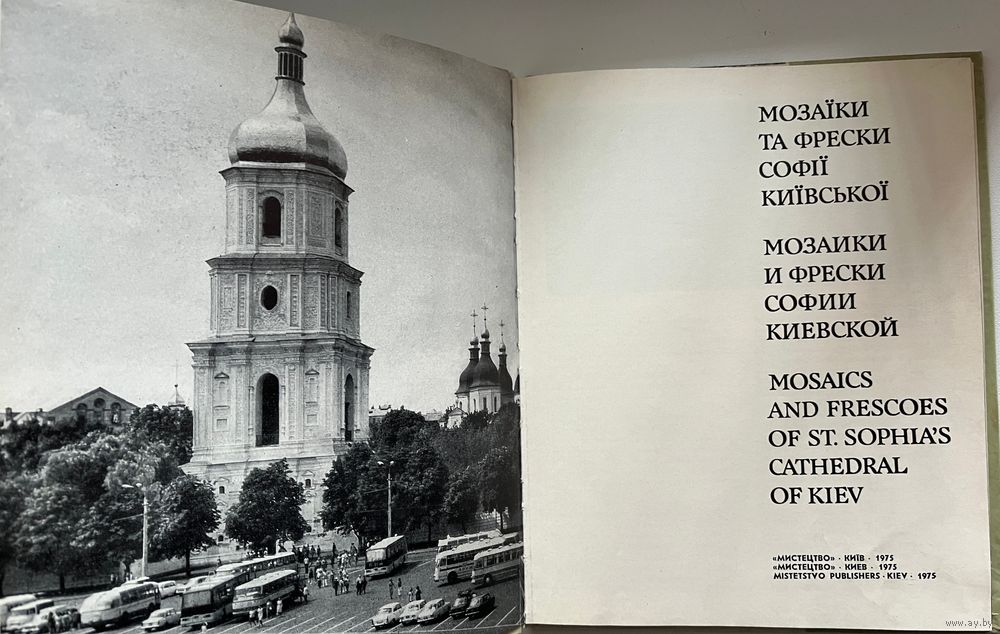 МОЗАЇКИ
ТА ФРЕСКИ
СОФІЇ
КИЇВСЬКОЇ
МОЗАИКИ
И ФРЕСКИ
СОФИИ
КИЕВСКОЙ
MOSAICS
AND FRESCOES
OF ST. SOPHIA'S
CATHEDRAL
OF KIEV
«МИСТЕЦТВО» · КИЇВ · 1975
«МИСТЕЦТВО» · КИЕВ · 1975
MISTETSTVO PUBLISHERS · KIEV · 1975
www.ay.by